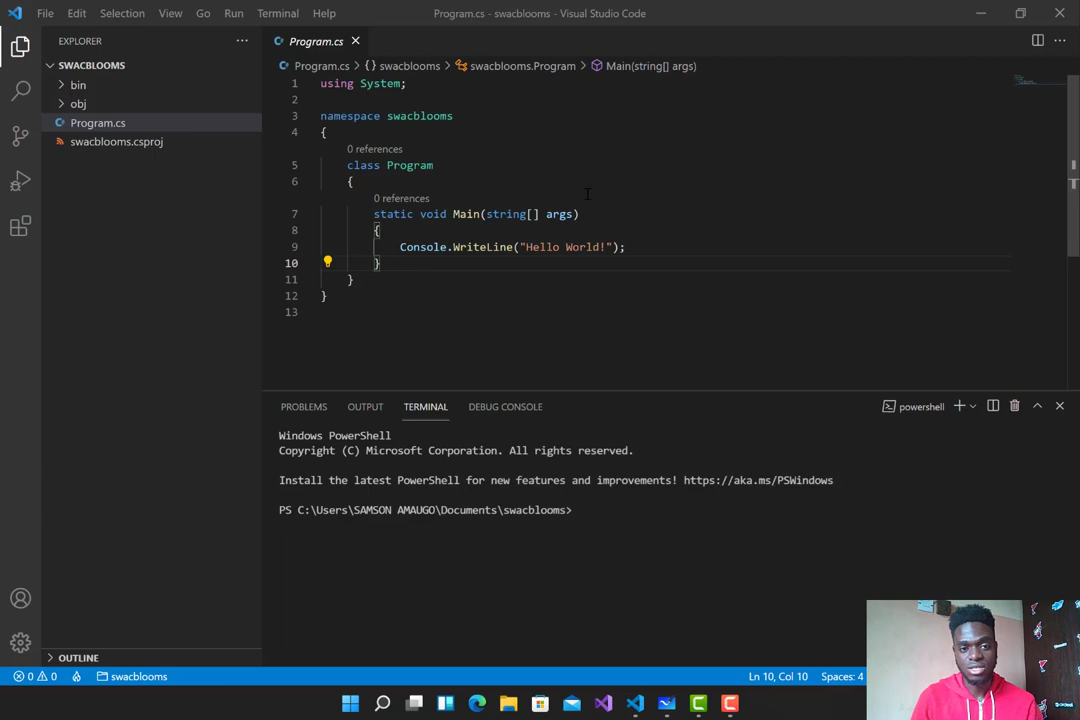 File Edit Selection View Go Run Terminal Help Program.cs - swacblooms - Visual Studio Code
EXPLORER
SWACBLOOMS
bin
obj
Program.cs
swacblooms.csproj
OUTLINE
Program.cs
Program.cs > {} swacblooms > swacblooms.Program > Main(string[] args)
1 using System;
2
3 namespace swacblooms
4 {
0 references
5 class Program
6 {
0 references
7 static void Main(string[] args)
8 {
9 Console.WriteLine("Hello World!");
10 }
11 }
12 }
13
PROBLEMS OUTPUT TERMINAL DEBUG CONSOLE powershell
Windows PowerShell
Copyright (C) Microsoft Corporation. All rights reserved.
Install the latest PowerShell for new features and improvements! https://aka.ms/PSWindows
PS C:\Users\SAMSON AMAUGO\Documents\swacblooms>
0 0 swacblooms Ln 10, Col 10 Spaces: 4